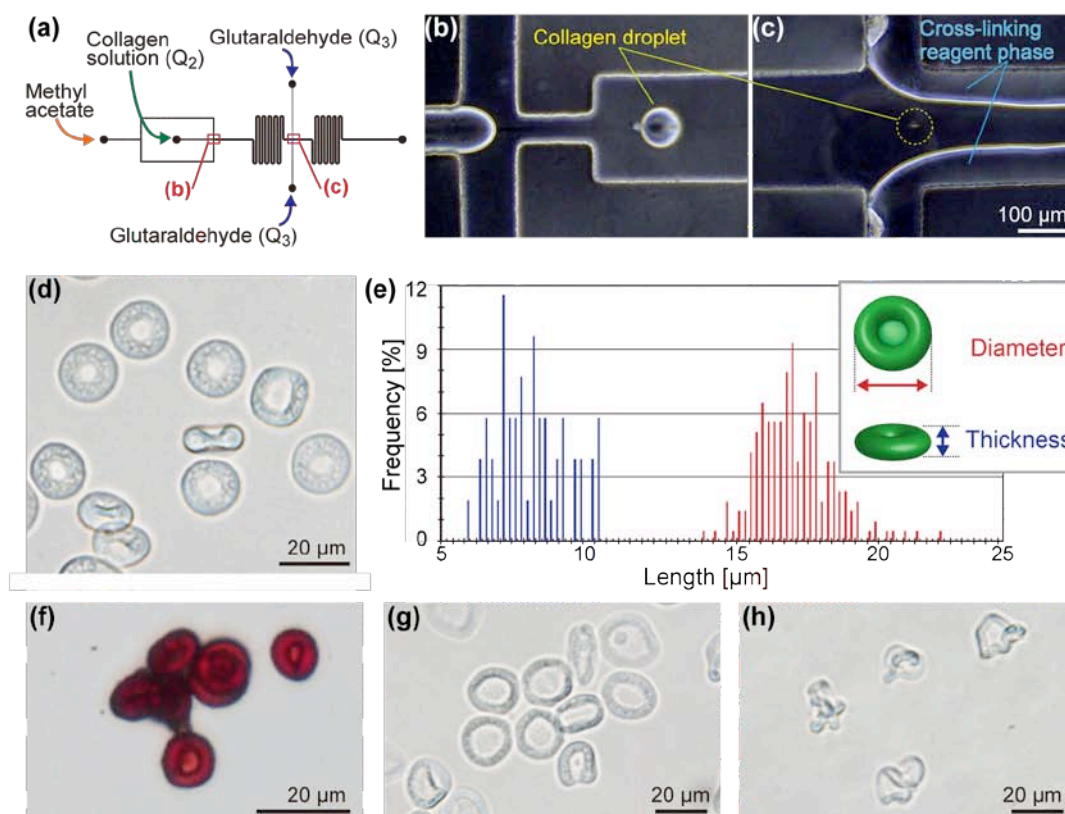 (a)
Collagen
solution (Q2)
Glutaraldehyde (Q3)
Methyl
acetate
(b)
(c)
Glutaraldehyde (Q3)
(b)
Collagen droplet
(c)
Cross-linking
reagent phase
100 µm
(d)
20 µm
(e)
Frequency [%]
12
9
6
3
0
5
10
15
20
25
Length [µm]
Diameter
Thickness
(f)
20 µm
(g)
20 µm
(h)
20 µm